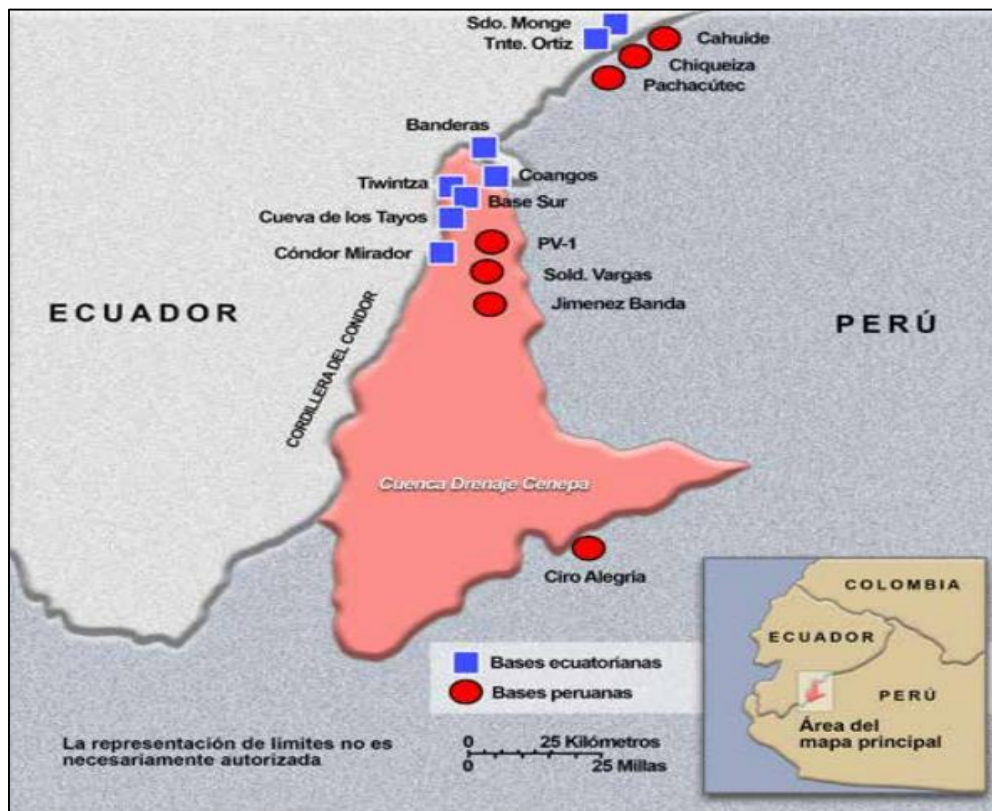 Sdo. Monge
Tnte. Ortiz
Cahuide
Chiqueiza
Pachacútec
Banderas
Coangos
Tiwintza
Base Sur
Cueva de los Tayos
PV-1
Cóndor Mirador
Sold. Vargas
Jimenez Banda
ECUADOR
PERÚ
CORDILLERA DEL CONDOR
Cuenca Drenaje Cenepa
Ciro Alegria
Bases ecuatorianas
Bases peruanas
La representación de limites no es
necesariamente autorizada
0 25 Kilómetros
0 25 Millas
COLOMBIA
ECUADOR
PERÚ
Área del
mapa principal